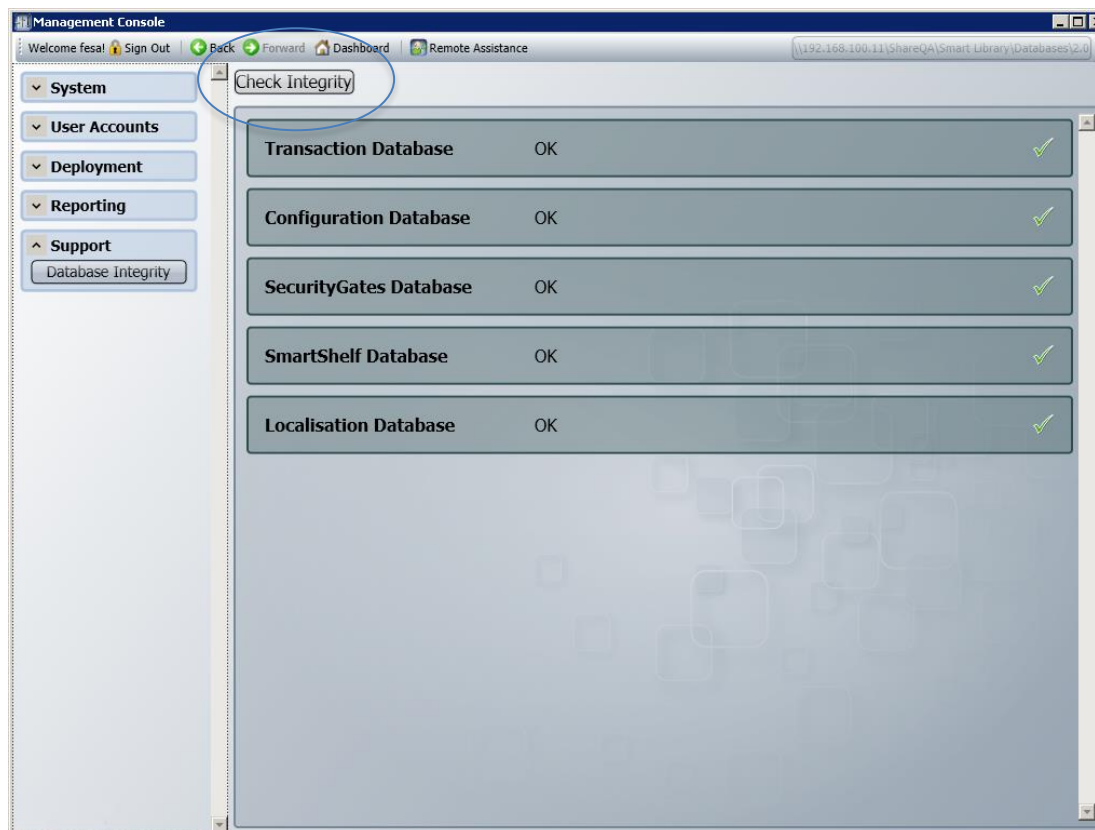 Management Console
Welcome fesa! Sign Out Back Forward Dashboard Remote Assistance \\192.168.100.11\ShareQA\Smart Library\Databases\2.0
System
User Accounts
Deployment
Reporting
Support
Database Integrity
Check Integrity
Transaction Database OK
Configuration Database OK
SecurityGates Database OK
SmartShelf Database OK
Localisation Database OK